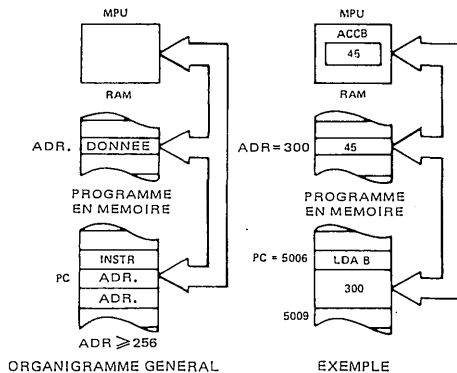 MPU
RAM
ADR.
DONNEE
PROGRAMME
EN MEMOIRE
INSTR
PC
ADR.
ADR.
ADR ⩾ 256
ORGANIGRAMME GENERAL
MPU
ACCB
45
RAM
ADR = 300
45
PROGRAMME
EN MEMOIRE
PC = 5006
LDA B
300
5009
EXEMPLE